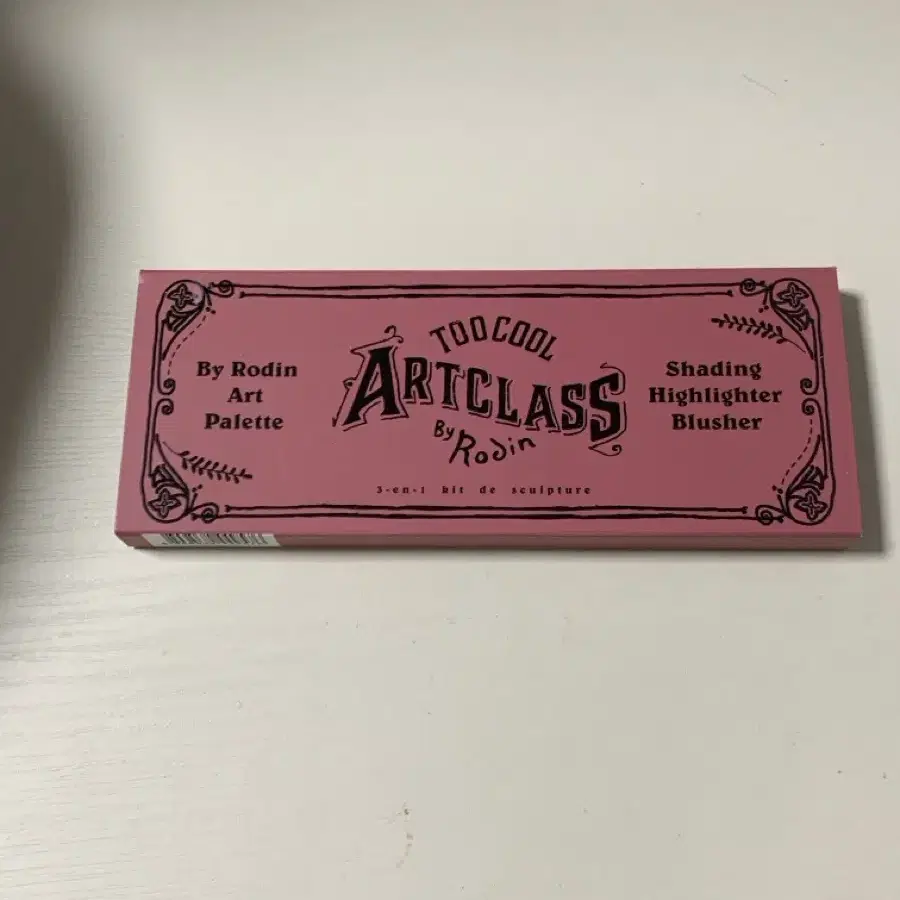 By Rodin
Art
Palette
TOO COOL
ARTCLASS
By Rodin
3-en-1 kit de sculpture
Shading
Highlighter
Blusher